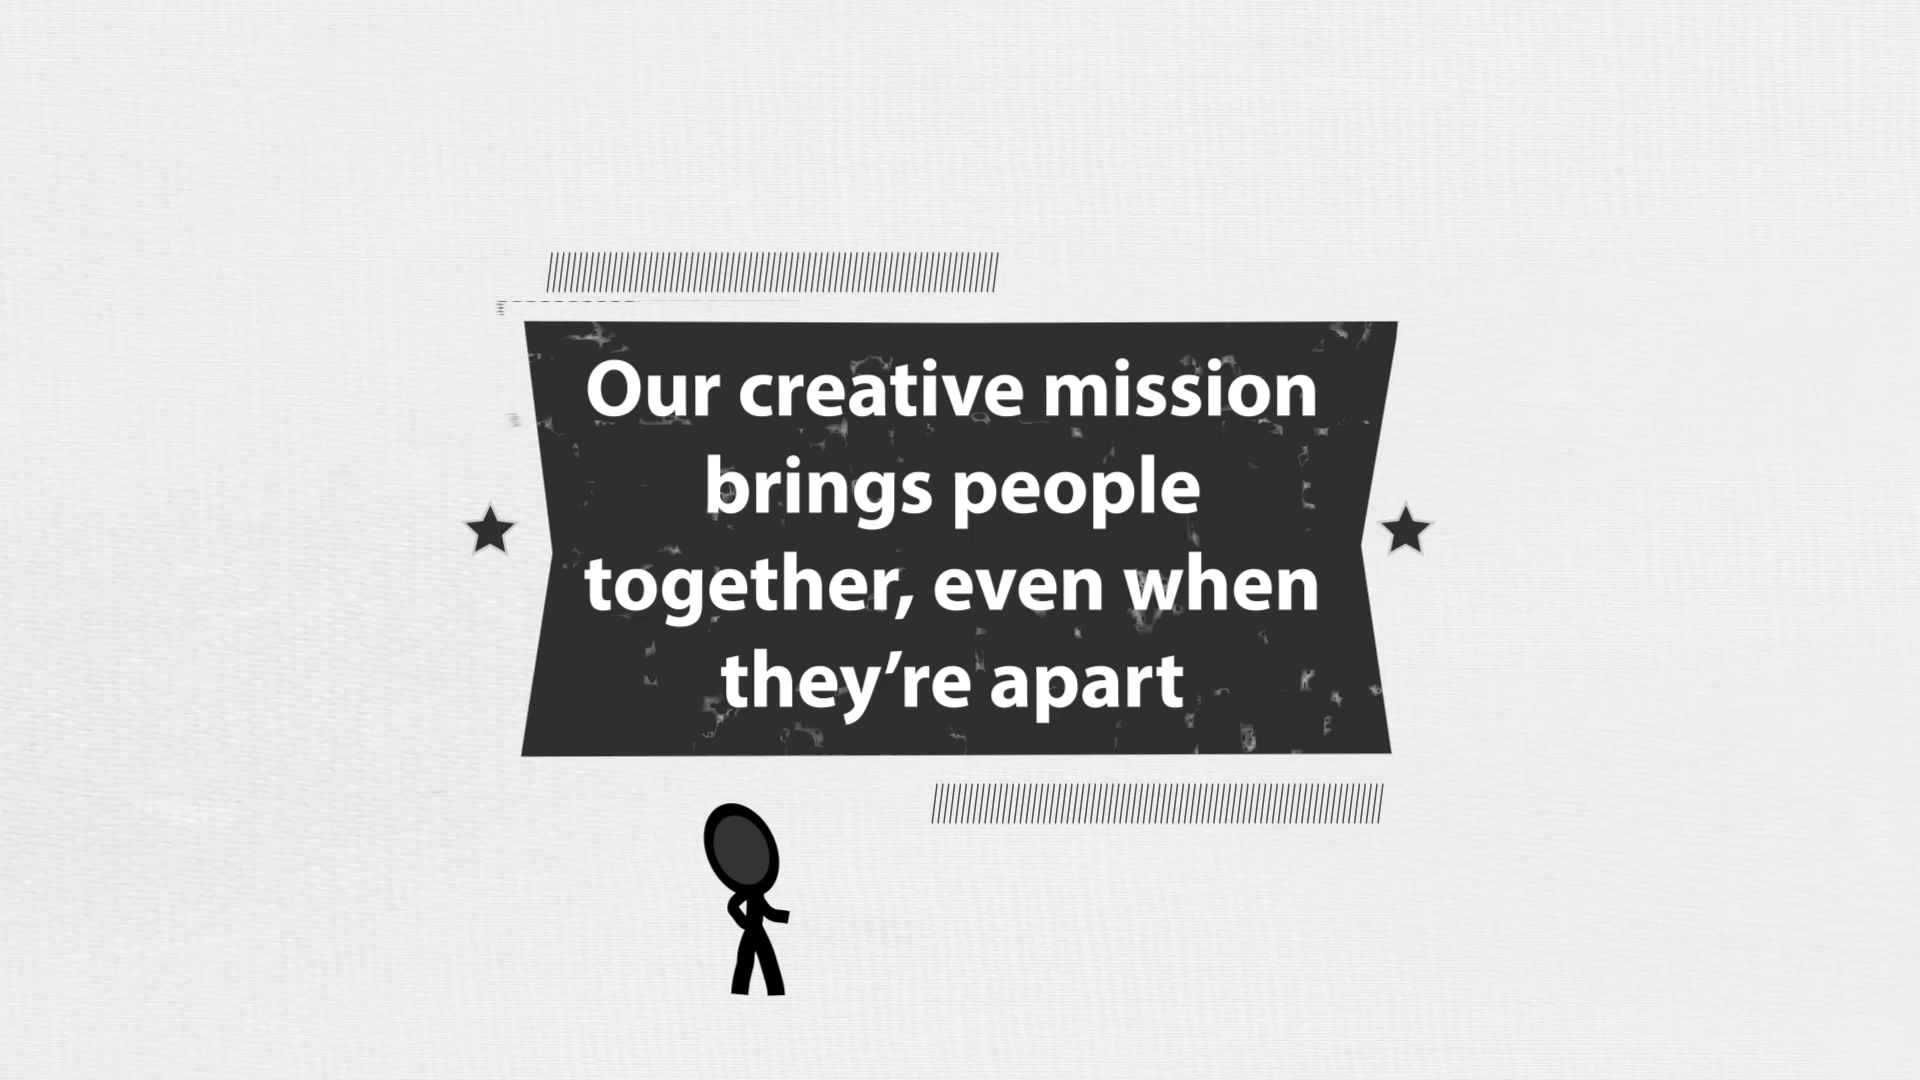 Our creative mission
brings people
together, even when
they’re apart